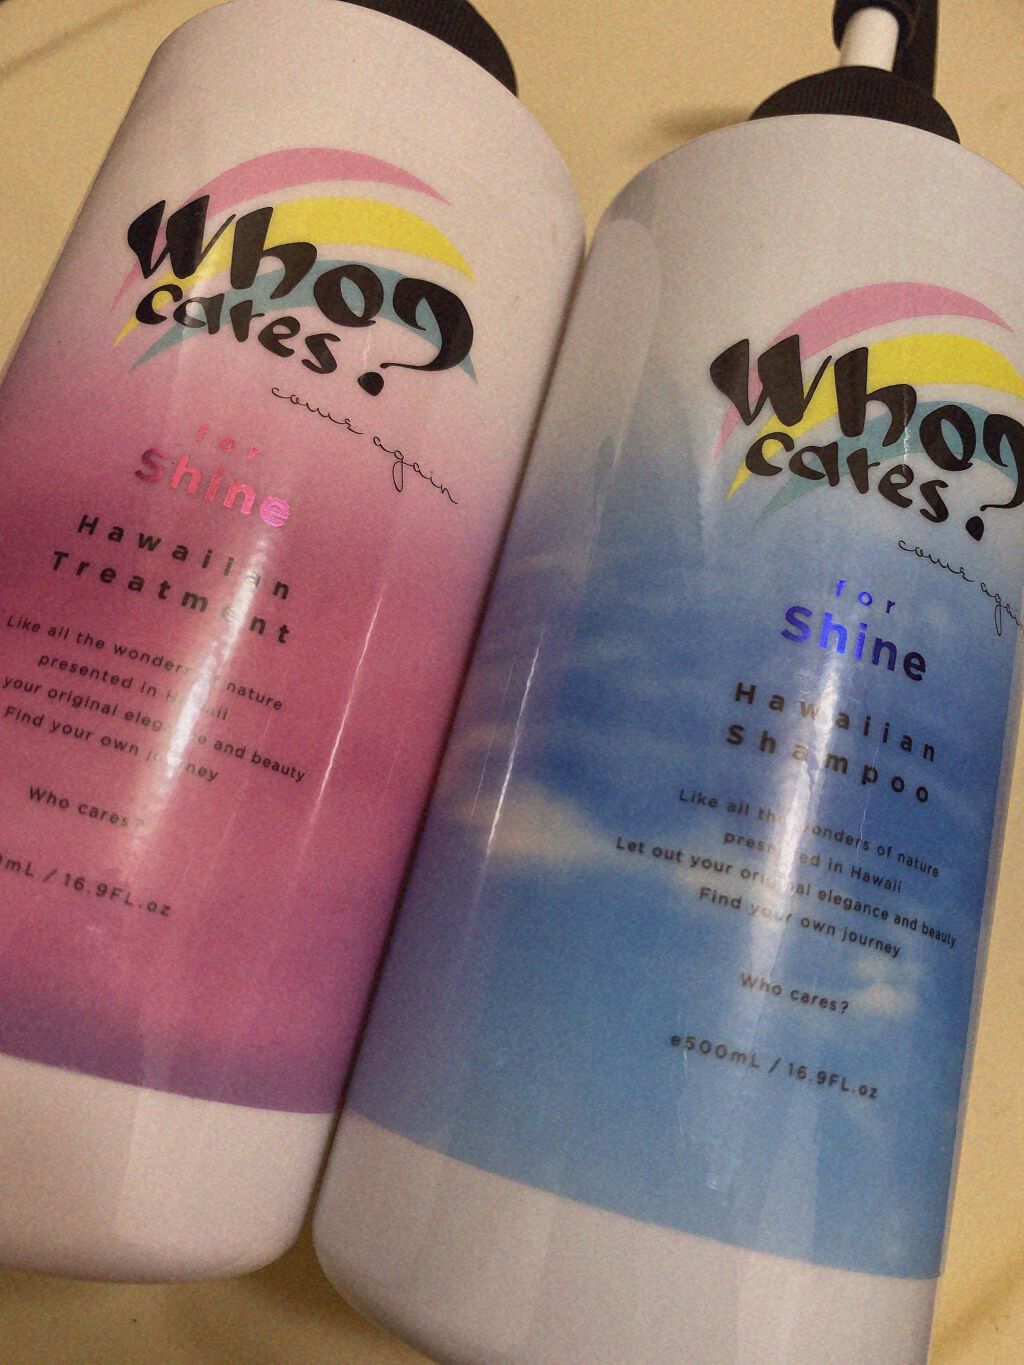 Who?
cares?
come again
for
Shine
Hawaiian
Treatment
Like all the wonders of nature
presented in Hawaii
your original elegance and beauty
Find your own journey
Who cares?
mL / 16.9FL.oz
Who?
cares?
come again
for
Shine
Hawaiian
Shampoo
Like all the wonders of nature
presented in Hawaii
Let out your original elegance and beauty
Find your own journey
Who cares?
e500mL / 16.9FL.oz